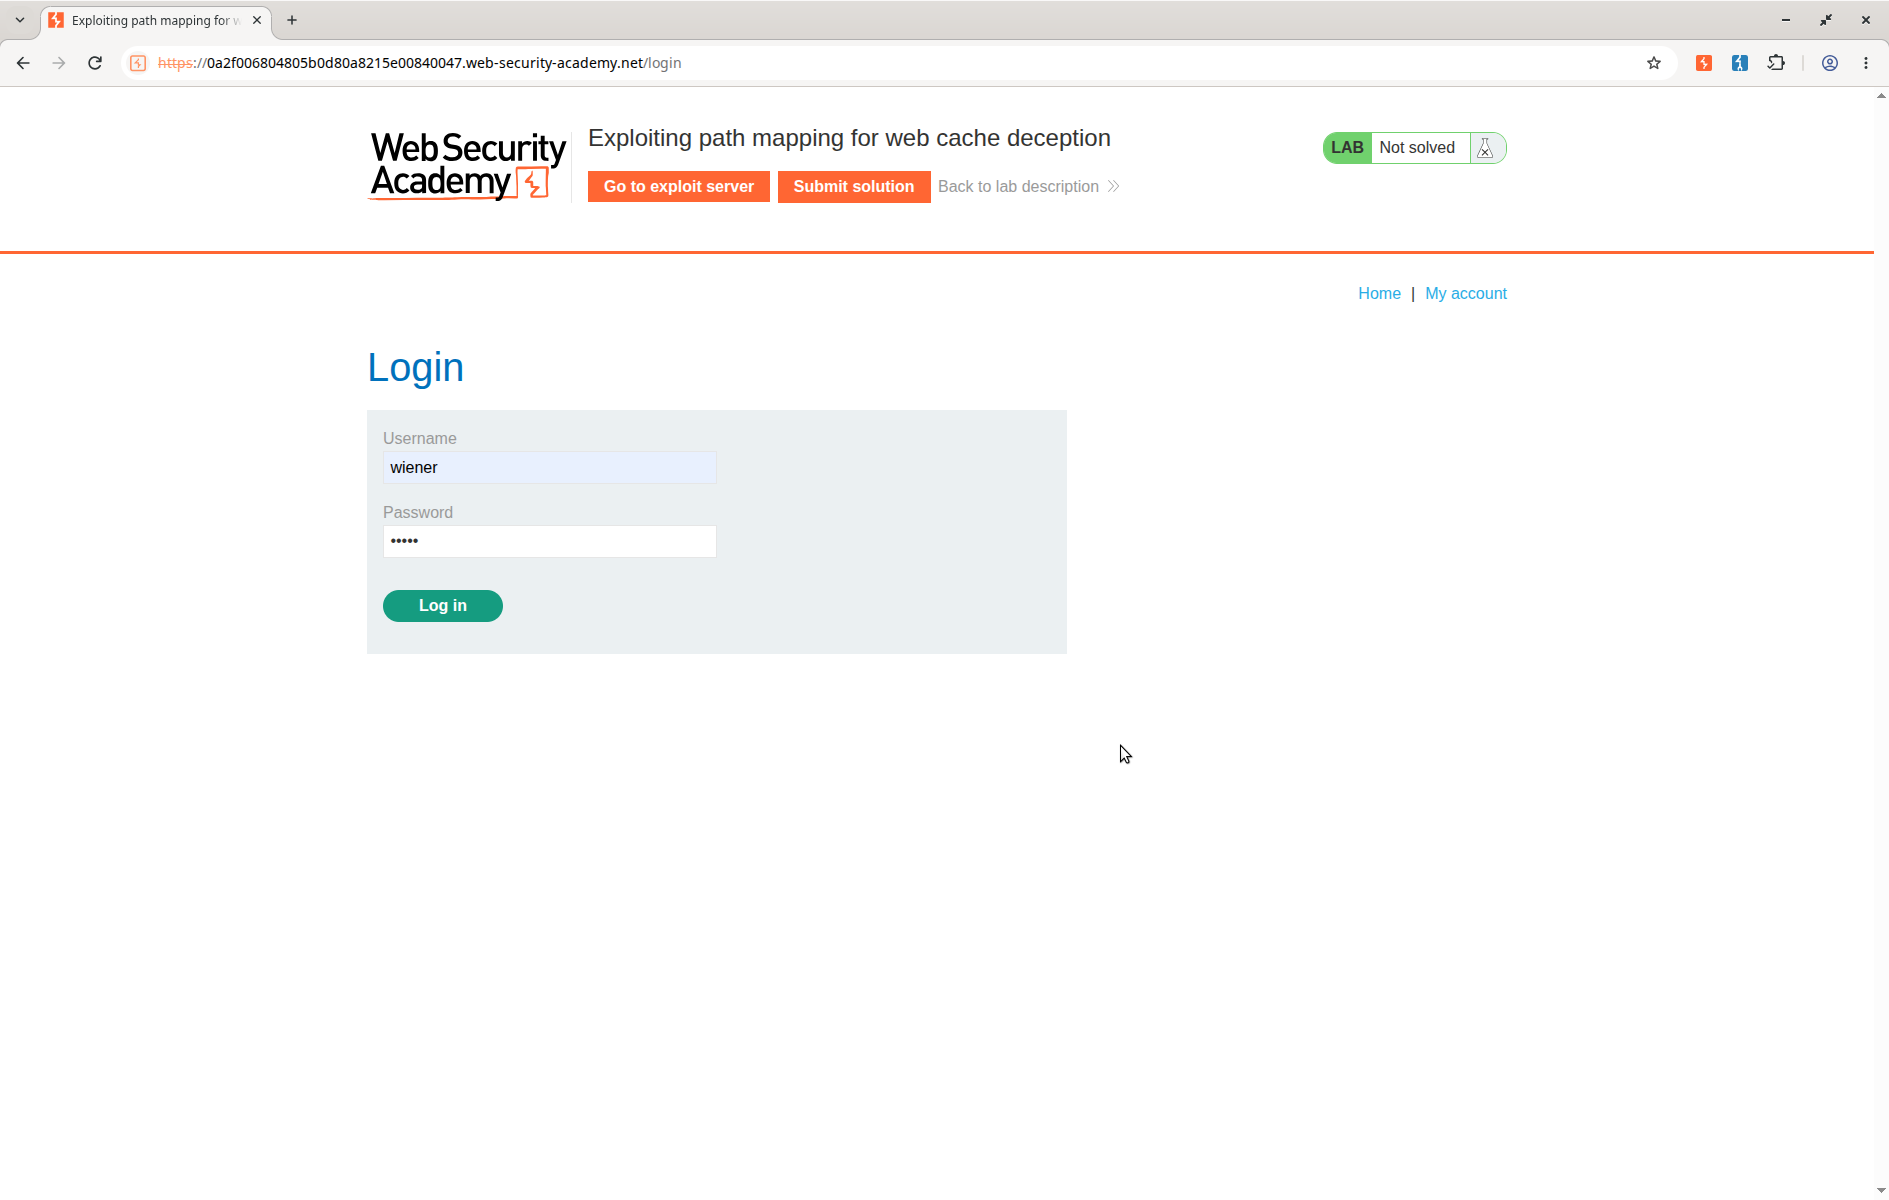 Exploiting path mapping for w
https://0a2f006804805b0d80a8215e00840047.web-security-academy.net/login
Web Security
Academy
Exploiting path mapping for web cache deception
Go to exploit server
Submit solution
Back to lab description
LAB
Not solved
Home | My account
Login
Username
wiener
Password
•••••
Log in